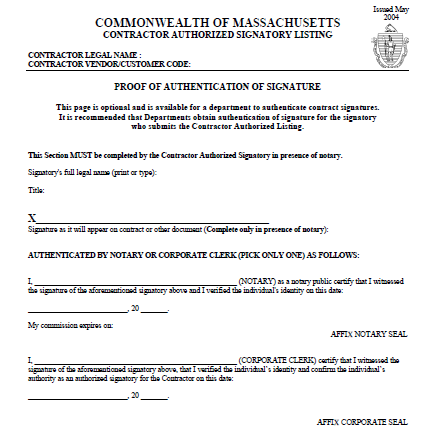 Issued May
2004
COMMONWEALTH OF MASSACHUSETTS
CONTRACTOR AUTHORIZED SIGNATORY LISTING
CONTRACTOR LEGAL NAME :
CONTRACTOR VENDOR/CUSTOMER CODE:
PROOF OF AUTHENTICATION OF SIGNATURE
This page is optional and is available for a department to authenticate contract signatures.
It is recommended that Departments obtain authentication of signature for the signatory
who submits the Contractor Authorized Listing.
This Section MUST be completed by the Contractor Authorized Signatory in presence of notary.
Signatory's full legal name (print or type):
Title:
X_______________________________________________
Signature as it will appear on contract or other document (Complete only in presence of notary):
AUTHENTICATED BY NOTARY OR CORPORATE CLERK (PICK ONLY ONE) AS FOLLOWS:
I, ______________________________________________ (NOTARY) as a notary public certify that I witnessed
the signature of the aforementioned signatory above and I verified the individual's identity on this date:
_______________________, 20 ______.
My commission expires on:
AFFIX NOTARY SEAL
I, ______________________________________________ (CORPORATE CLERK) certify that I witnessed the
signature of the aforementioned signatory above, that I verified the individual's identity and confirm the individual's
authority as an authorized signatory for the Contractor on this date:
_______________________, 20 ______.
AFFIX CORPORATE SEAL